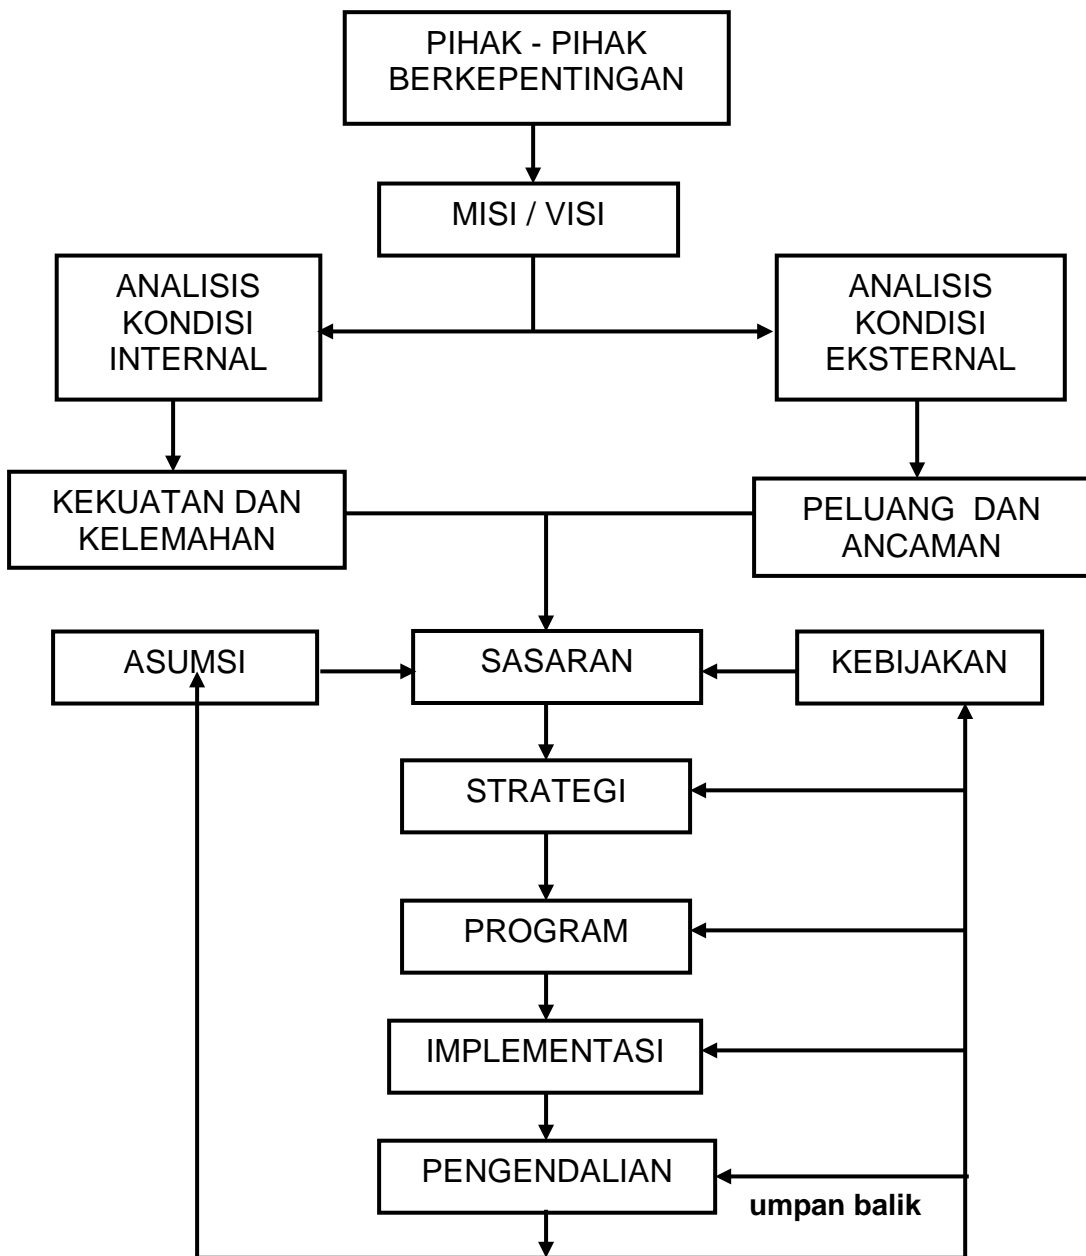 PIHAK - PIHAK
BERKEPENTINGAN
MISI / VISI
ANALISIS
KONDISI
INTERNAL
ANALISIS
KONDISI
EKSTERNAL
KEKUATAN DAN
KELEMAHAN
PELUANG DAN
ANCAMAN
ASUMSI
SASARAN
KEBIJAKAN
STRATEGI
PROGRAM
IMPLEMENTASI
PENGENDALIAN
umpan balik